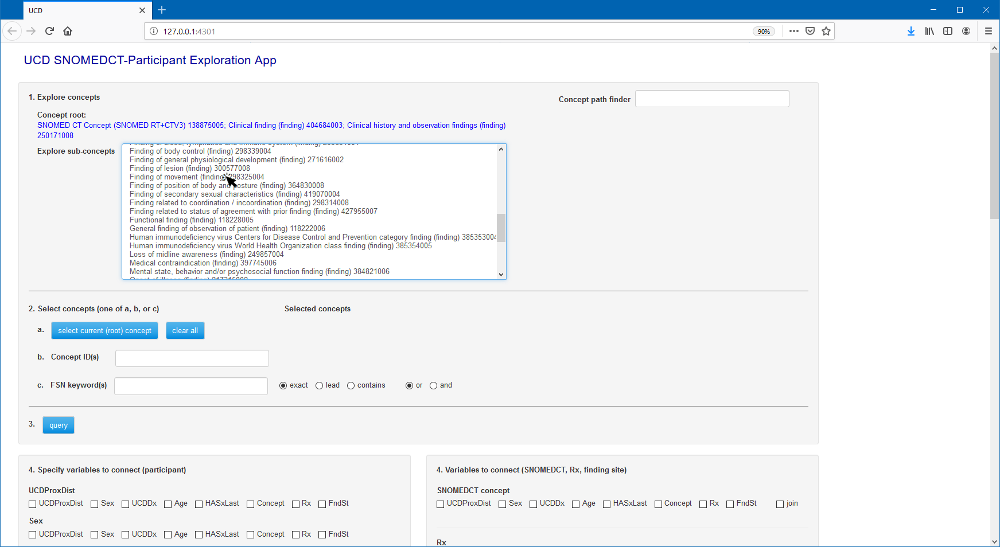 UCD
127.0.0.1:4301
90%
UCD SNOMEDCT-Participant Exploration App
1. Explore concepts
Concept path finder
Concept root:
SNOMED CT Concept (SNOMED RT+CTV3) 138875005; Clinical finding (finding) 404684003; Clinical history and observation findings (finding)
250171008
Explore sub-concepts
Finding of body control (finding) 298339004
Finding of general physiological development (finding) 271616002
Finding of lesion (finding) 300577008
Finding of movement (finding) 298325004
Finding of position of body and posture (finding) 364830008
Finding of secondary sexual characteristics (finding) 419070004
Finding related to coordination / incoordination (finding) 298314008
Finding related to status of agreement with prior finding (finding) 427955007
Functional finding (finding) 118228005
General finding of observation of patient (finding) 118222006
Human immunodeficiency virus Centers for Disease Control and Prevention category finding (finding) 385353004
Human immunodeficiency virus World Health Organization class finding (finding) 385354005
Loss of midline awareness (finding) 249857004
Medical contraindication (finding) 397745006
Mental state, behavior and/or psychosocial function finding (finding) 384821006
2. Select concepts (one of a, b, or c)
Selected concepts
a. select current (root) concept clear all
b. Concept ID(s)
c. FSN keyword(s) exact lead contains or and
3. query
4. Specify variables to connect (participant)
UCDProxDist
UCDProxDist Sex UCDDx Age HASxLast Concept Rx FndSt
Sex
UCDProxDist Sex UCDDx Age HASxLast Concept Rx FndSt
4. Variables to connect (SNOMEDCT, Rx, finding site)
SNOMEDCT concept
UCDProxDist Sex UCDDx Age HASxLast Concept Rx FndSt join
Rx